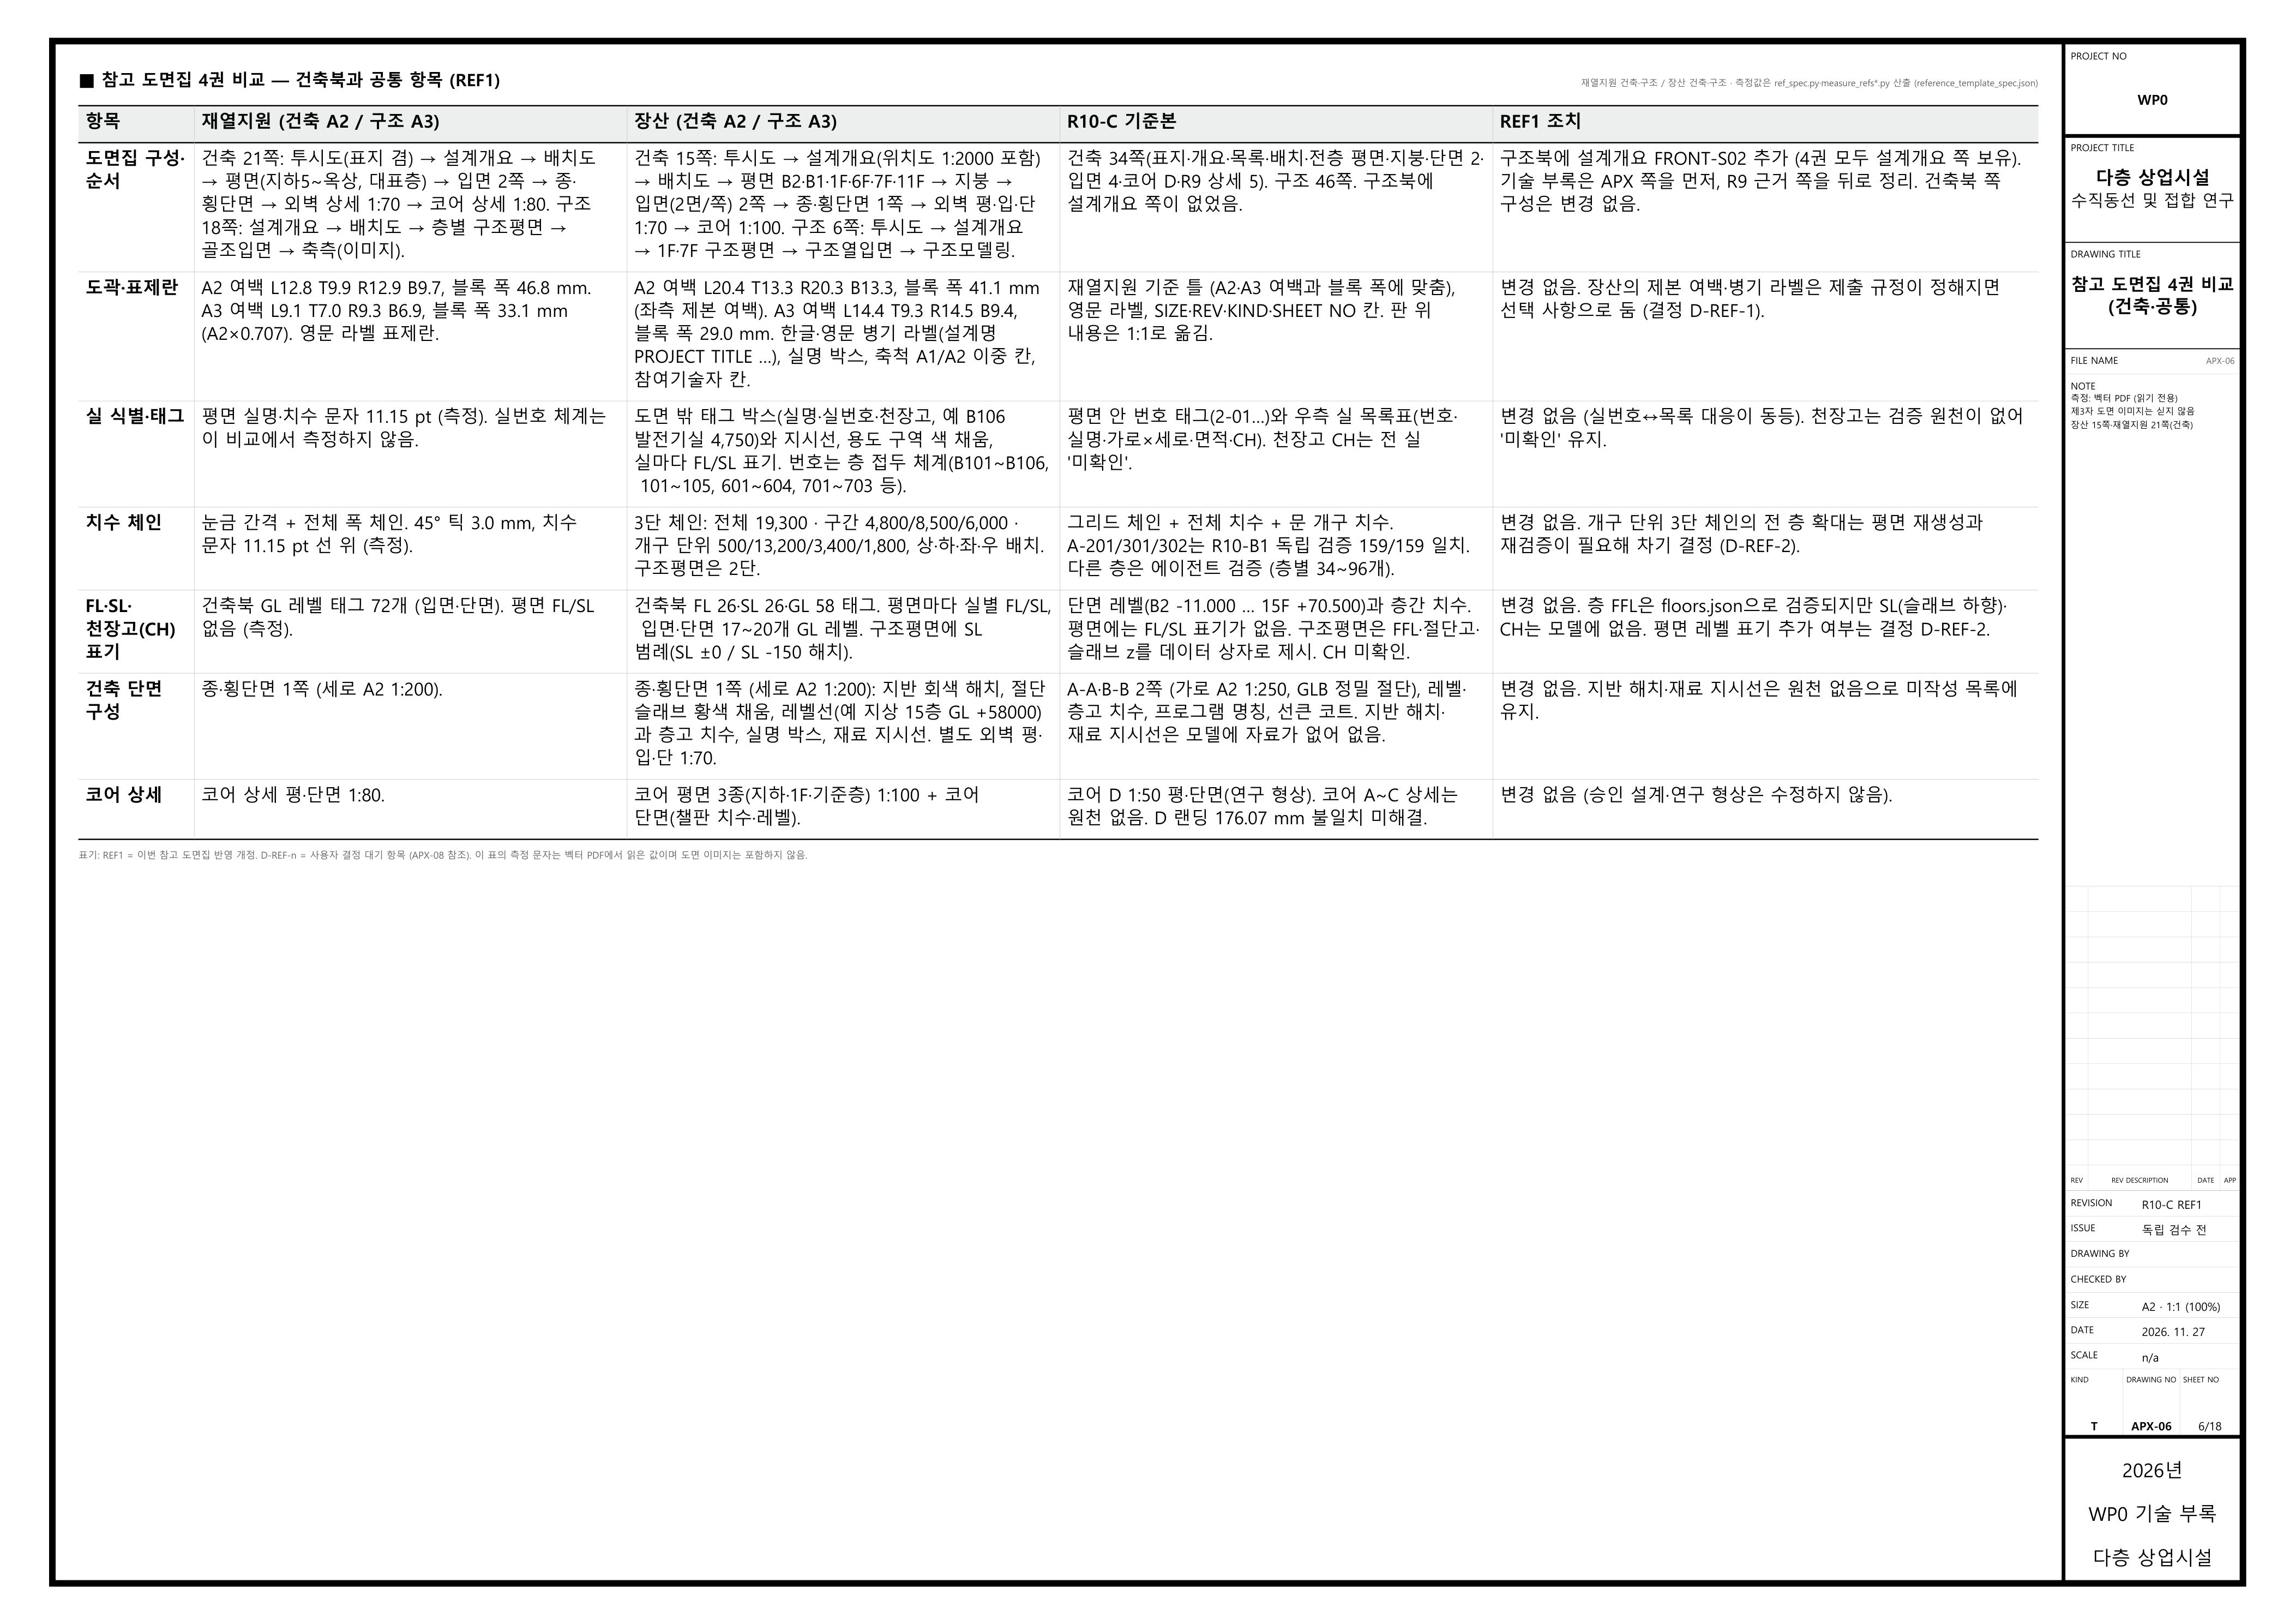 ■ 참고 도면집 4권 비교 — 건축북과 공통 항목 (REF1)
재열지원 건축·구조 / 장산 건축·구조 · 측정값은 ref_spec.py·measure_refs*.py 산출 (reference_template_spec.json)
항목
재열지원 (건축 A2 / 구조 A3)
장산 (건축 A2 / 구조 A3)
R10-C 기준본
REF1 조치
도면집 구성·
순서
건축 21쪽: 투시도(표지 겸) → 설계개요 → 배치도
→ 평면(지하5~옥상, 대표층) → 입면 2쪽 → 종·
횡단면 → 외벽 상세 1:70 → 코어 상세 1:80. 구조
18쪽: 설계개요 → 배치도 → 층별 구조평면 →
골조입면 → 축측(이미지).
건축 15쪽: 투시도 → 설계개요(위치도 1:2000 포함)
→ 배치도 → 평면 B2·B1·1F·6F·7F·11F → 지붕 →
입면(2면/쪽) 2쪽 → 종·횡단면 1쪽 → 외벽 평·입·단
1:70 → 코어 1:100. 구조 6쪽: 투시도 → 설계개요
→ 1F·7F 구조평면 → 구조열입면 → 구조모델링.
건축 34쪽(표지·개요·목록·배치·전층 평면·지붕·단면 2·
입면 4·코어 D·R9 상세 5). 구조 46쪽. 구조북에
설계개요 쪽이 없었음.
구조북에 설계개요 FRONT-S02 추가 (4권 모두 설계개요 쪽 보유).
기술 부록은 APX 쪽을 먼저, R9 근거 쪽을 뒤로 정리. 건축북 쪽
구성은 변경 없음.
도곽·표제란
A2 여백 L12.8 T9.9 R12.9 B9.7, 블록 폭 46.8 mm.
A3 여백 L9.1 T7.0 R9.3 B6.9, 블록 폭 33.1 mm
(A2×0.707). 영문 라벨 표제란.
A2 여백 L20.4 T13.3 R20.3 B13.3, 블록 폭 41.1 mm
(좌측 제본 여백). A3 여백 L14.4 T9.3 R14.5 B9.4,
블록 폭 29.0 mm. 한글·영문 병기 라벨(설계명
PROJECT TITLE …), 실명 박스, 축척 A1/A2 이중 칸,
참여기술자 칸.
재열지원 기준 틀 (A2·A3 여백과 블록 폭에 맞춤),
영문 라벨, SIZE·REV·KIND·SHEET NO 칸. 판 위
내용은 1:1로 옮김.
변경 없음. 장산의 제본 여백·병기 라벨은 제출 규정이 정해지면
선택 사항으로 둠 (결정 D-REF-1).
실 식별·태그
평면 실명·치수 문자 11.15 pt (측정). 실번호 체계는
이 비교에서 측정하지 않음.
도면 밖 태그 박스(실명·실번호·천장고, 예 B106
발전기실 4,750)와 지시선, 용도 구역 색 채움,
실마다 FL/SL 표기. 번호는 층 접두 체계(B101~B106,
101~105, 601~604, 701~703 등).
평면 안 번호 태그(2-01…)와 우측 실 목록표(번호·
실명·가로×세로·면적·CH). 천장고 CH는 전 실
'미확인'.
변경 없음 (실번호↔목록 대응이 동등). 천장고는 검증 원천이 없어
'미확인' 유지.
치수 체인
눈금 간격 + 전체 폭 체인. 45° 틱 3.0 mm, 치수
문자 11.15 pt 선 위 (측정).
3단 체인: 전체 19,300 · 구간 4,800/8,500/6,000 ·
개구 단위 500/13,200/3,400/1,800, 상·하·좌·우 배치.
구조평면은 2단.
그리드 체인 + 전체 치수 + 문 개구 치수.
A-201/301/302는 R10-B1 독립 검증 159/159 일치.
다른 층은 에이전트 검증 (층별 34~96개).
변경 없음. 개구 단위 3단 체인의 전 층 확대는 평면 재생성과
재검증이 필요해 차기 결정 (D-REF-2).
FL·SL·
천장고(CH)
표기
건축북 GL 레벨 태그 72개 (입면·단면). 평면 FL/SL
없음 (측정).
건축북 FL 26·SL 26·GL 58 태그. 평면마다 실별 FL/SL,
입면·단면 17~20개 GL 레벨. 구조평면에 SL
범례(SL ±0 / SL -150 해치).
단면 레벨(B2 -11.000 … 15F +70.500)과 층간 치수.
평면에는 FL/SL 표기가 없음. 구조평면은 FFL·절단고·
슬래브 z를 데이터 상자로 제시. CH 미확인.
변경 없음. 층 FFL은 floors.json으로 검증되지만 SL(슬래브 하향)·
CH는 모델에 없음. 평면 레벨 표기 추가 여부는 결정 D-REF-2.
건축 단면
구성
종·횡단면 1쪽 (세로 A2 1:200).
종·횡단면 1쪽 (세로 A2 1:200): 지반 회색 해치, 절단
슬래브 황색 채움, 레벨선(예 지상 15층 GL +58000)
과 층고 치수, 실명 박스, 재료 지시선. 별도 외벽 평·
입·단 1:70.
A-A·B-B 2쪽 (가로 A2 1:250, GLB 정밀 절단), 레벨·
층고 치수, 프로그램 명칭, 선큰 코트. 지반 해치·
재료 지시선은 모델에 자료가 없어 없음.
변경 없음. 지반 해치·재료 지시선은 원천 없음으로 미작성 목록에
유지.
코어 상세
코어 상세 평·단면 1:80.
코어 평면 3종(지하·1F·기준층) 1:100 + 코어
단면(챌판 치수·레벨).
코어 D 1:50 평·단면(연구 형상). 코어 A~C 상세는
원천 없음. D 랜딩 176.07 mm 불일치 미해결.
변경 없음 (승인 설계·연구 형상은 수정하지 않음).
표기: REF1 = 이번 참고 도면집 반영 개정. D-REF-n = 사용자 결정 대기 항목 (APX-08 참조). 이 표의 측정 문자는 벡터 PDF에서 읽은 값이며 도면 이미지는 포함하지 않음.
PROJECT NO
WP0
PROJECT TITLE
다층 상업시설
수직동선 및 접합 연구
DRAWING TITLE
참고 도면집 4권 비교
(건축·공통)
FILE NAME APX-06
NOTE
측정: 벡터 PDF (읽기 전용)
제3자 도면 이미지는 싣지 않음
장산 15쪽·재열지원 21쪽(건축)
REV REV DESCRIPTION DATE APP
REVISION R10-C REF1
ISSUE 독립 검수 전
DRAWING BY
CHECKED BY
SIZE A2 · 1:1 (100%)
DATE 2026. 11. 27
SCALE n/a
KIND DRAWING NO SHEET NO
T APX-06 6/18
2026년
WP0 기술 부록
다층 상업시설